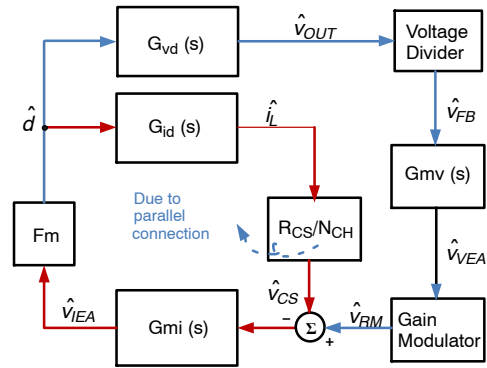 G_vd (s)
v̂_OUT
Voltage
Divider
d̂
G_id (s)
î_L
v̂_FB
Gmv (s)
Due to
parallel
connection
R_CS/N_CH
Fm
v̂_VEA
v̂_CS
v̂_IEA
Gmi (s)
−
Σ
+
v̂_RM
Gain
Modulator